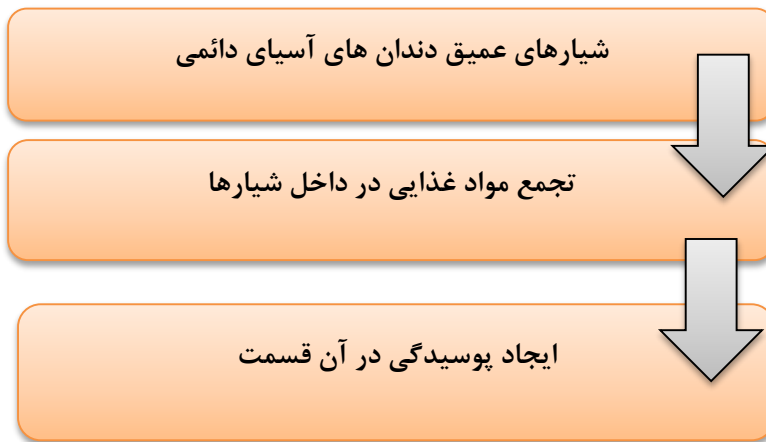 شیارهای عمیق دندان های آسیای دائمی
تجمع مواد غذایی در داخل شیارها
ایجاد پوسیدگی در آن قسمت